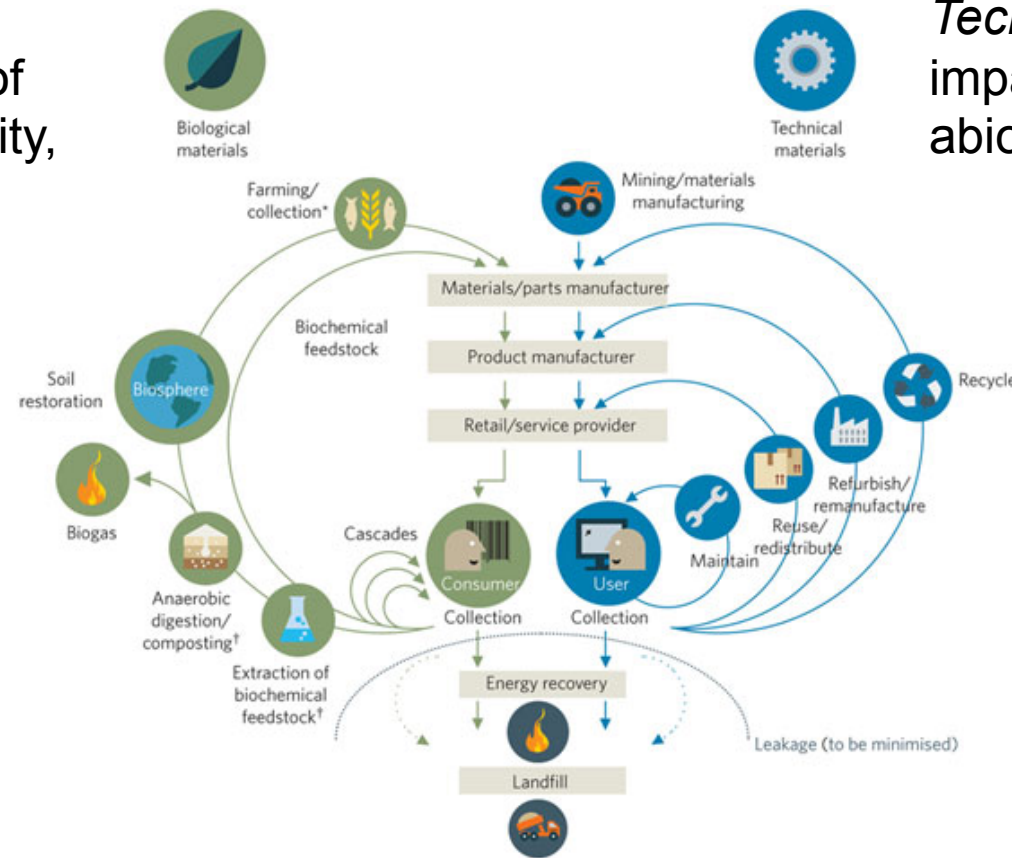 of
ity,
Tech
impa
abio
Biological
materials
Technical
materials
Farming/
collection*
Mining/materials
manufacturing
Materials/parts manufacturer
Biochemical
feedstock
Product manufacturer
Soil
restoration
Biosphere
Recycle
Retail/service provider
Biogas
Refurbish/
remanufacture
Reuse/
redistribute
Cascades
Maintain
Consumer
User
Anaerobic
digestion/
composting†
Collection
Collection
Extraction of
biochemical
feedstock†
Energy recovery
Leakage (to be minimised)
Landfill